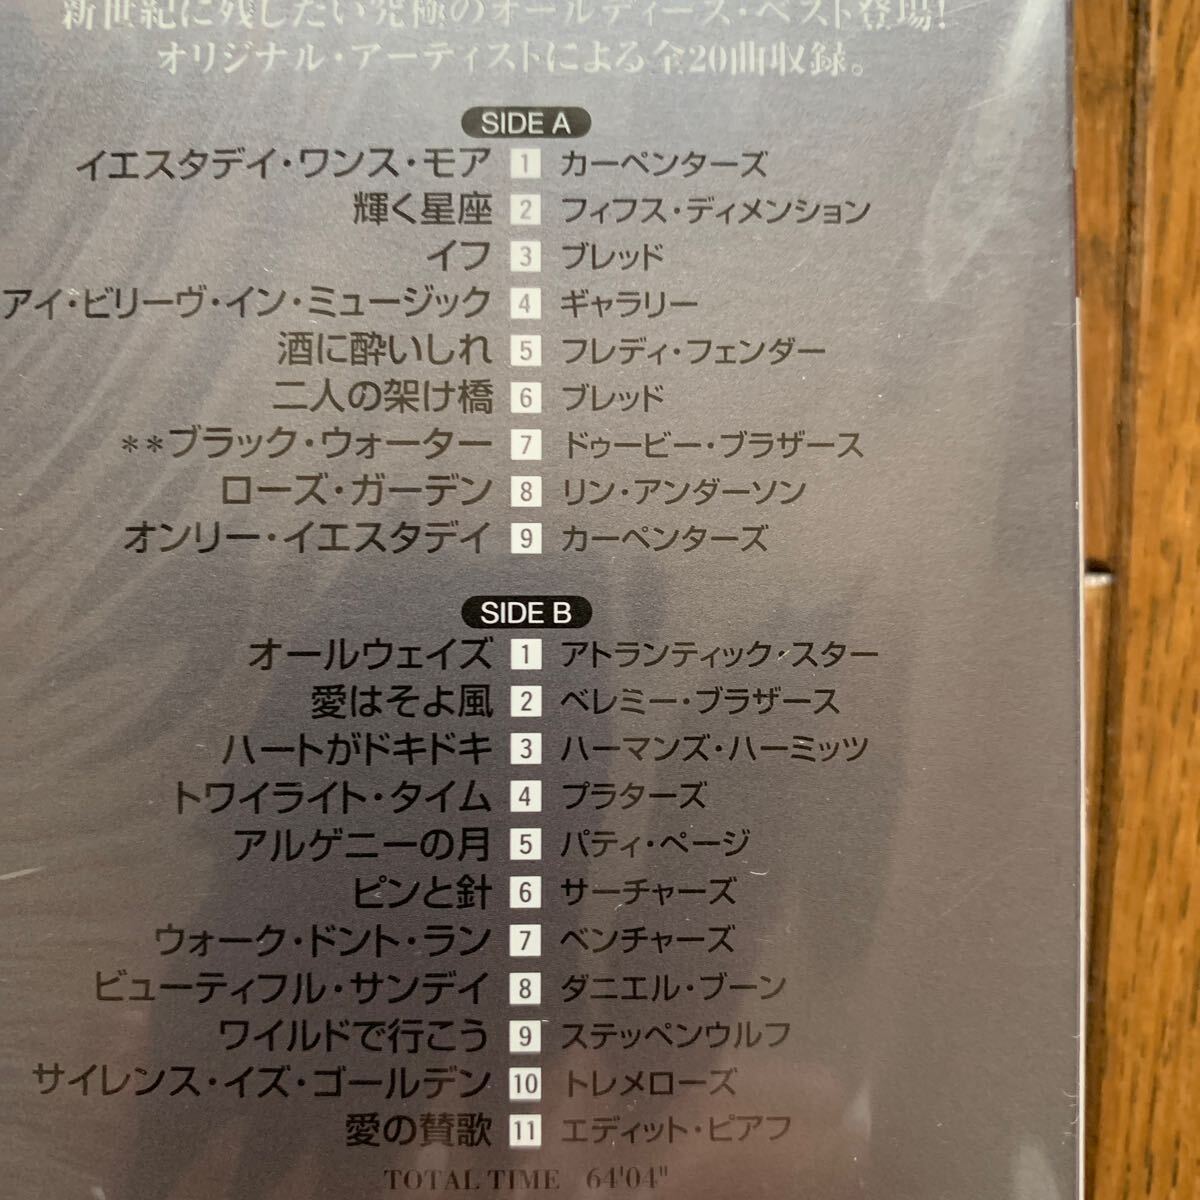 新世紀に残したい究極のオールディーズ・ベスト登場!
オリジナル・アーティストによる全20曲収録。
SIDE A
イエスタデイ・ワンス・モア 1 カーペンターズ
輝く星座 2 フィフス・ディメンション
イフ 3 ブレッド
アイ・ビリーヴ・イン・ミュージック 4 ギャラリー
酒に酔いしれ 5 フレディ・フェンダー
二人の架け橋 6 ブレッド
**ブラック・ウォーター 7 ドゥービー・ブラザース
ローズ・ガーデン 8 リン・アンダーソン
オンリー・イエスタデイ 9 カーペンターズ
SIDE B
オールウェイズ 1 アトランティック・スター
愛はそよ風 2 ベレミー・ブラザース
ハートがドキドキ 3 ハーマンズ・ハーミッツ
トワイライト・タイム 4 プラターズ
アルゲニーの月 5 パティ・ページ
ピンと針 6 サーチャーズ
ウォーク・ドント・ラン 7 ベンチャーズ
ビューティフル・サンデイ 8 ダニエル・ブーン
ワイルドで行こう 9 ステッペンウルフ
サイレンス・イズ・ゴールデン 10 トレメローズ
愛の賛歌 11 エディット・ピアフ
TOTAL TIME 64'04"